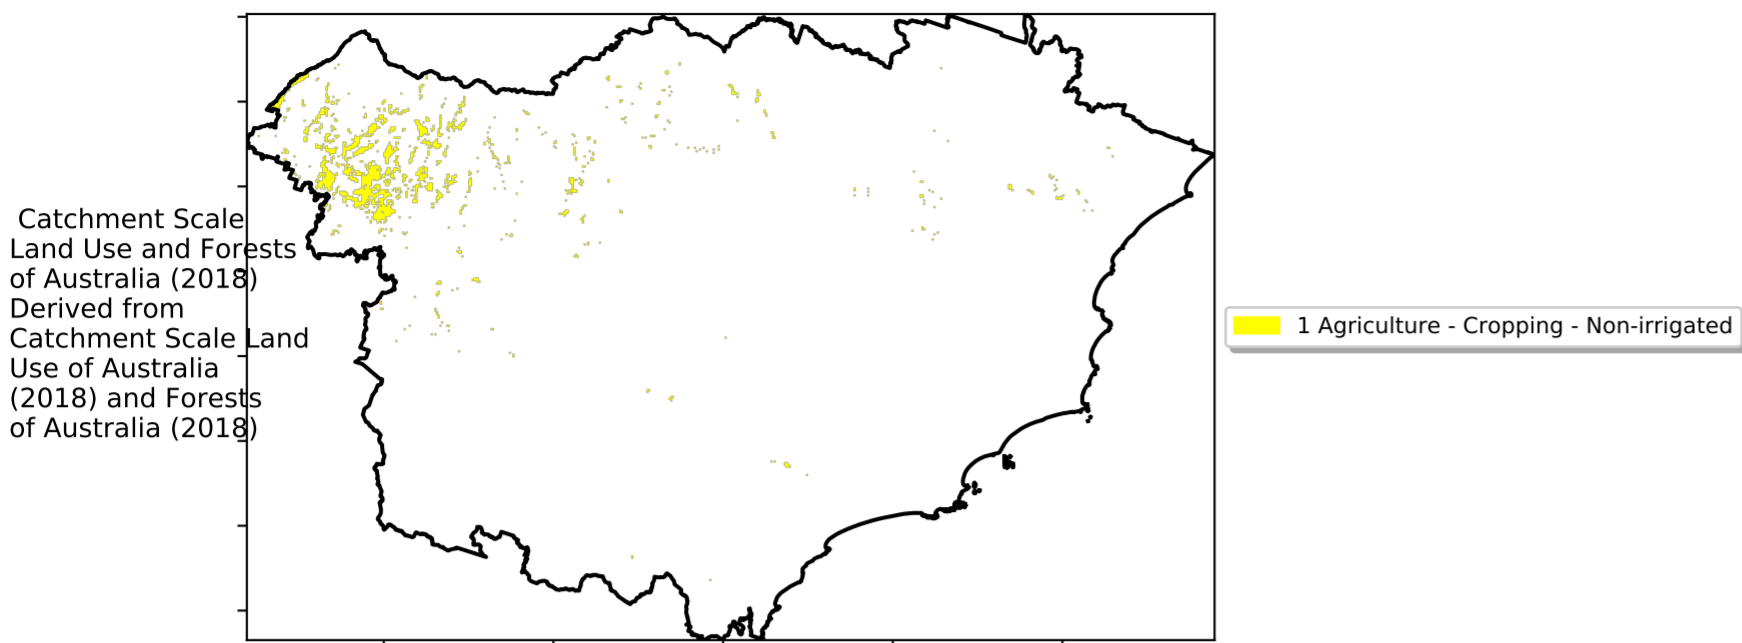 Catchment Scale
Land Use and Forests
of Australia (2018)
Derived from
Catchment Scale Land
Use of Australia
(2018) and Forests
of Australia (2018)
1 Agriculture - Cropping - Non-irrigated